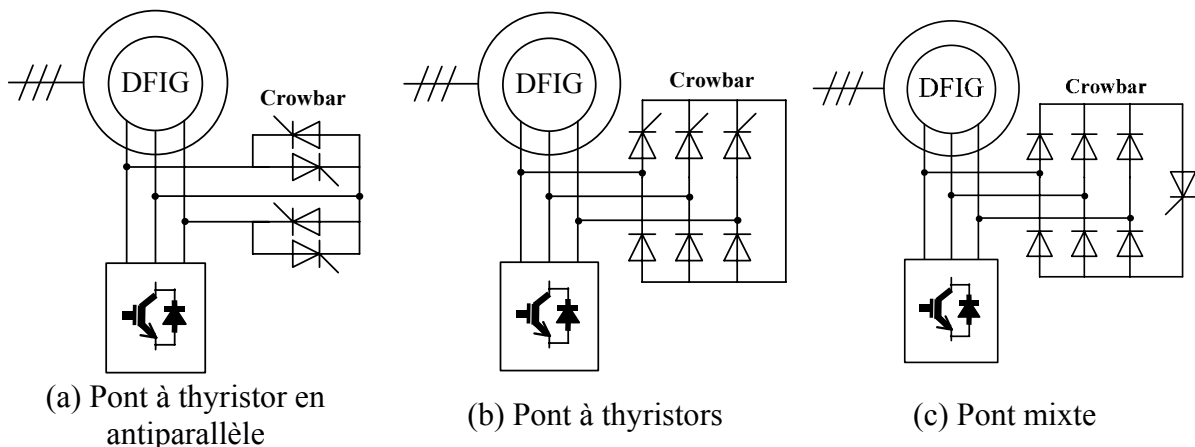 DFIG
Crowbar
(a) Pont à thyristor en
antiparallèle
DFIG
Crowbar
(b) Pont à thyristors
DFIG
Crowbar
(c) Pont mixte